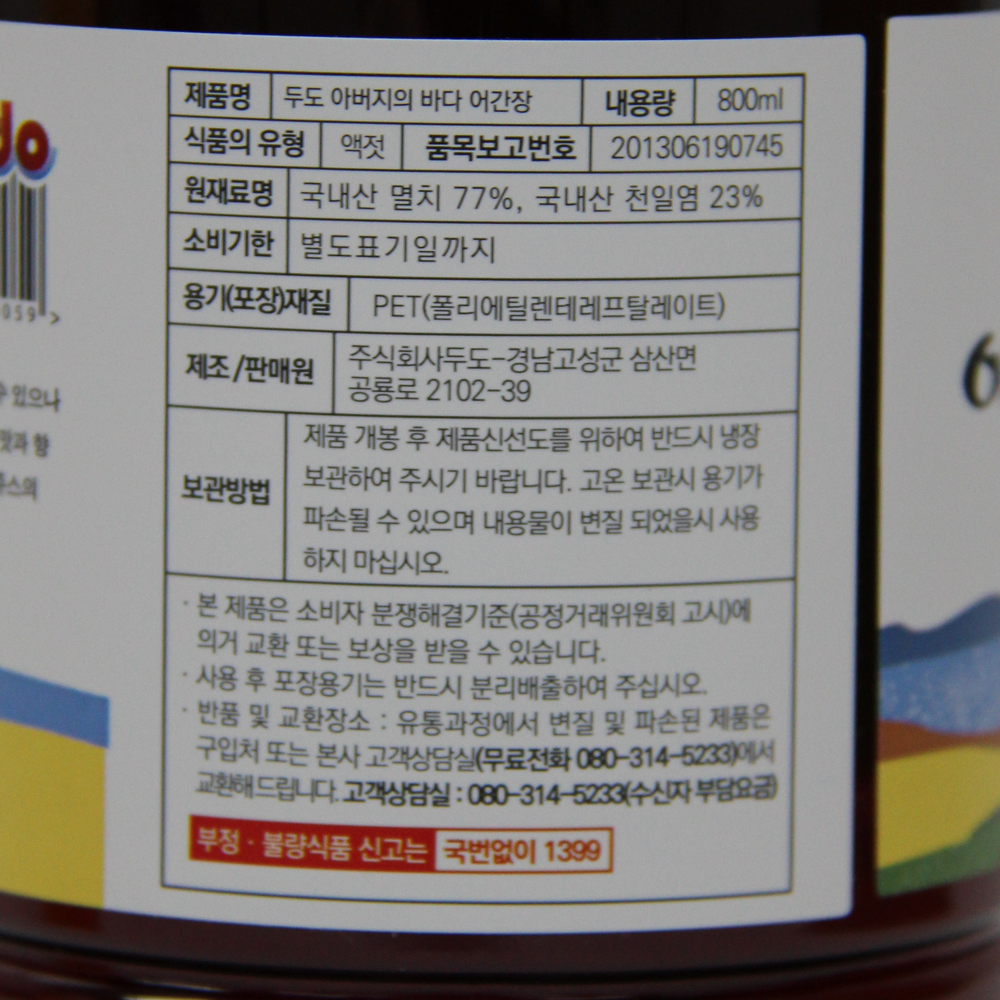 do
059 >
수 있으나
맛과 향
제품명 두도 아버지의 바다 어간장 내용량 800ml
식품의 유형 액젓 품목보고번호 201306190745
원재료명 국내산 멸치 77%, 국내산 천일염 23%
소비기한 별도표기일까지
용기(포장)재질 PET(폴리에틸렌테레프탈레이트)
제조/판매원 주식회사두도-경남고성군 삼산면
공룡로 2102-39
보관방법 제품 개봉 후 제품신선도를 위하여 반드시 냉장
보관하여 주시기 바랍니다. 고온 보관시 용기가
파손될 수 있으며 내용물이 변질 되었을시 사용
하지 마십시오.
· 본 제품은 소비자 분쟁해결기준(공정거래위원회 고시)에
의거 교환 또는 보상을 받을 수 있습니다.
· 사용 후 포장용기는 반드시 분리배출하여 주십시오.
· 반품 및 교환장소 : 유통과정에서 변질 및 파손된 제품은
구입처 또는 본사 고객상담실(무료전화 080-314-5233)에서
교환해 드립니다. 고객상담실 : 080-314-5233(수신자 부담요금)
부정 · 불량식품 신고는 국번없이 1399